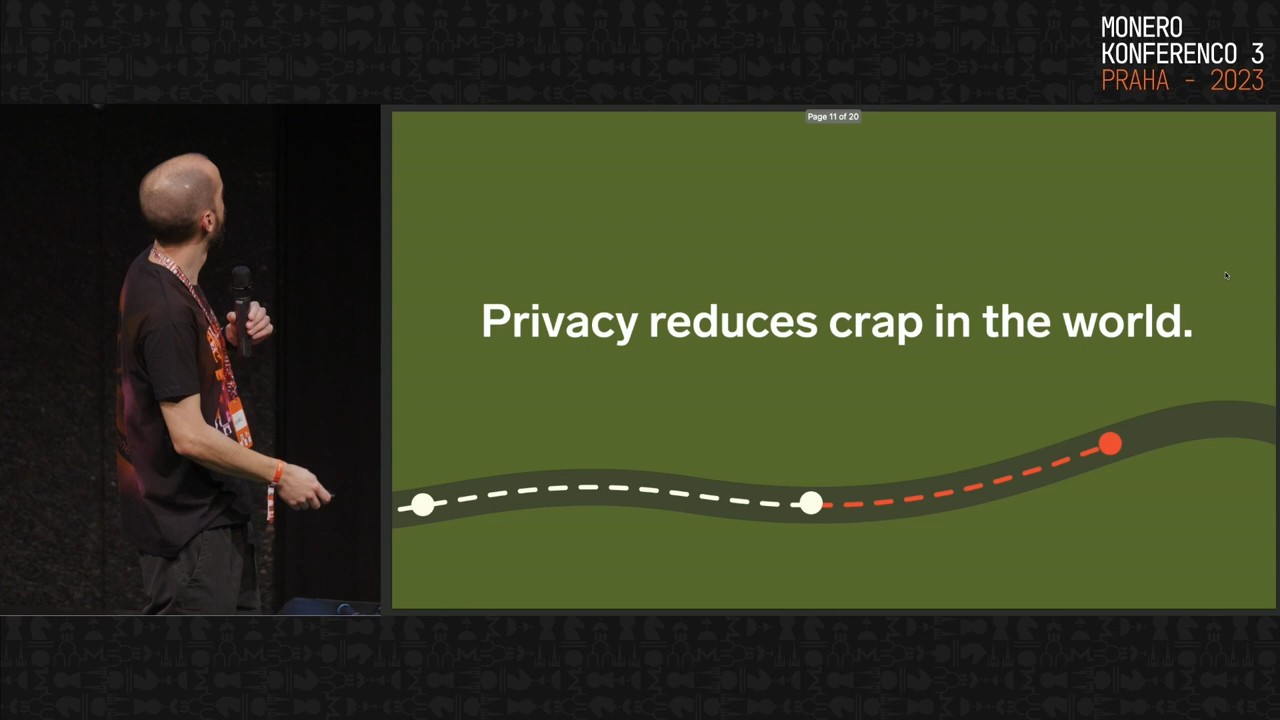 MONERO
KONFERENCO 3
PRAHA - 2023
Page 11 of 20
Privacy reduces crap in the world.